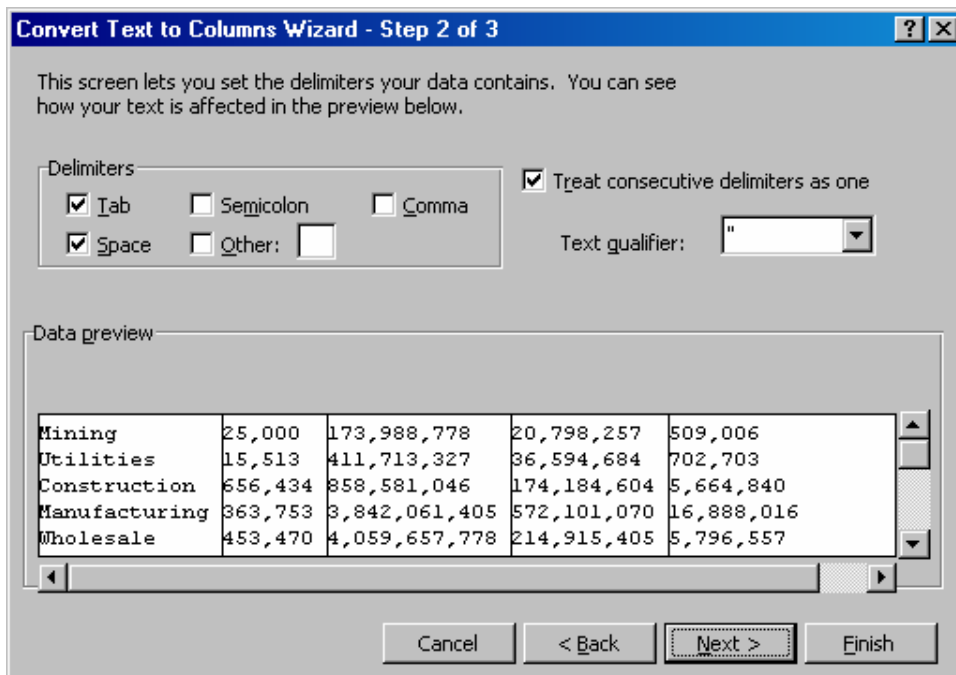 Convert Text to Columns Wizard - Step 2 of 3
This screen lets you set the delimiters your data contains. You can see
how your text is affected in the preview below.
Delimiters
Tab Semicolon Comma
Space Other:
Treat consecutive delimiters as one
Text qualifier: "
Data preview
Mining 25,000 173,988,778 20,798,257 509,006
Utilities 15,513 411,713,327 36,594,684 702,703
Construction 656,434 858,581,046 174,184,604 5,664,840
Manufacturing 363,753 3,842,061,405 572,101,070 16,888,016
Wholesale 453,470 4,059,657,778 214,915,405 5,796,557
Cancel < Back Next > Finish